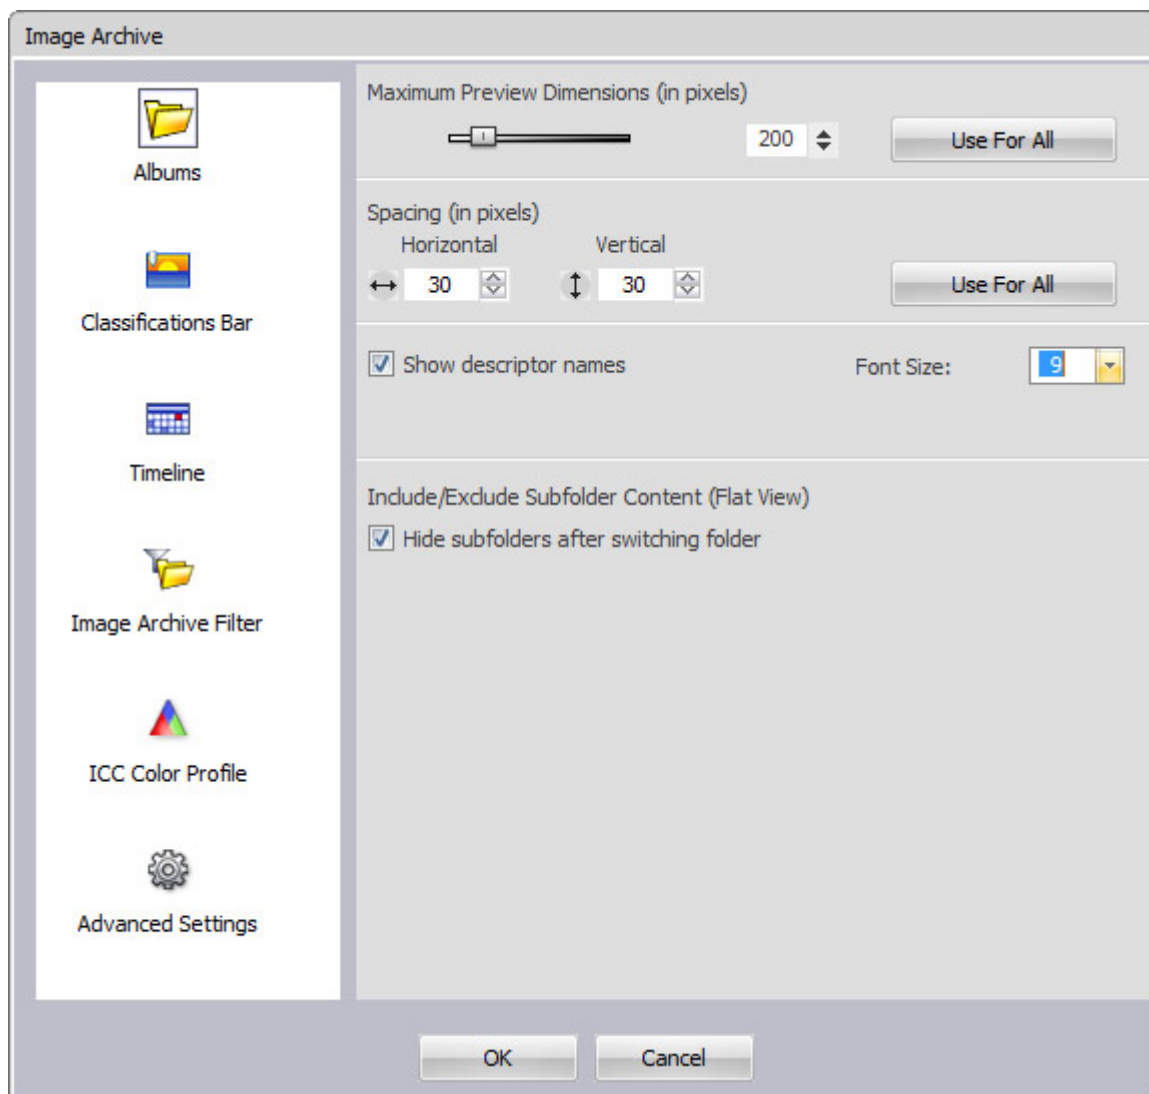 Image Archive
Albums
Classifications Bar
Timeline
Image Archive Filter
ICC Color Profile
Advanced Settings
Maximum Preview Dimensions (in pixels)
200 Use For All
Spacing (in pixels)
Horizontal Vertical
30 30 Use For All
Show descriptor names Font Size: 9
Include/Exclude Subfolder Content (Flat View)
Hide subfolders after switching folder
OK Cancel